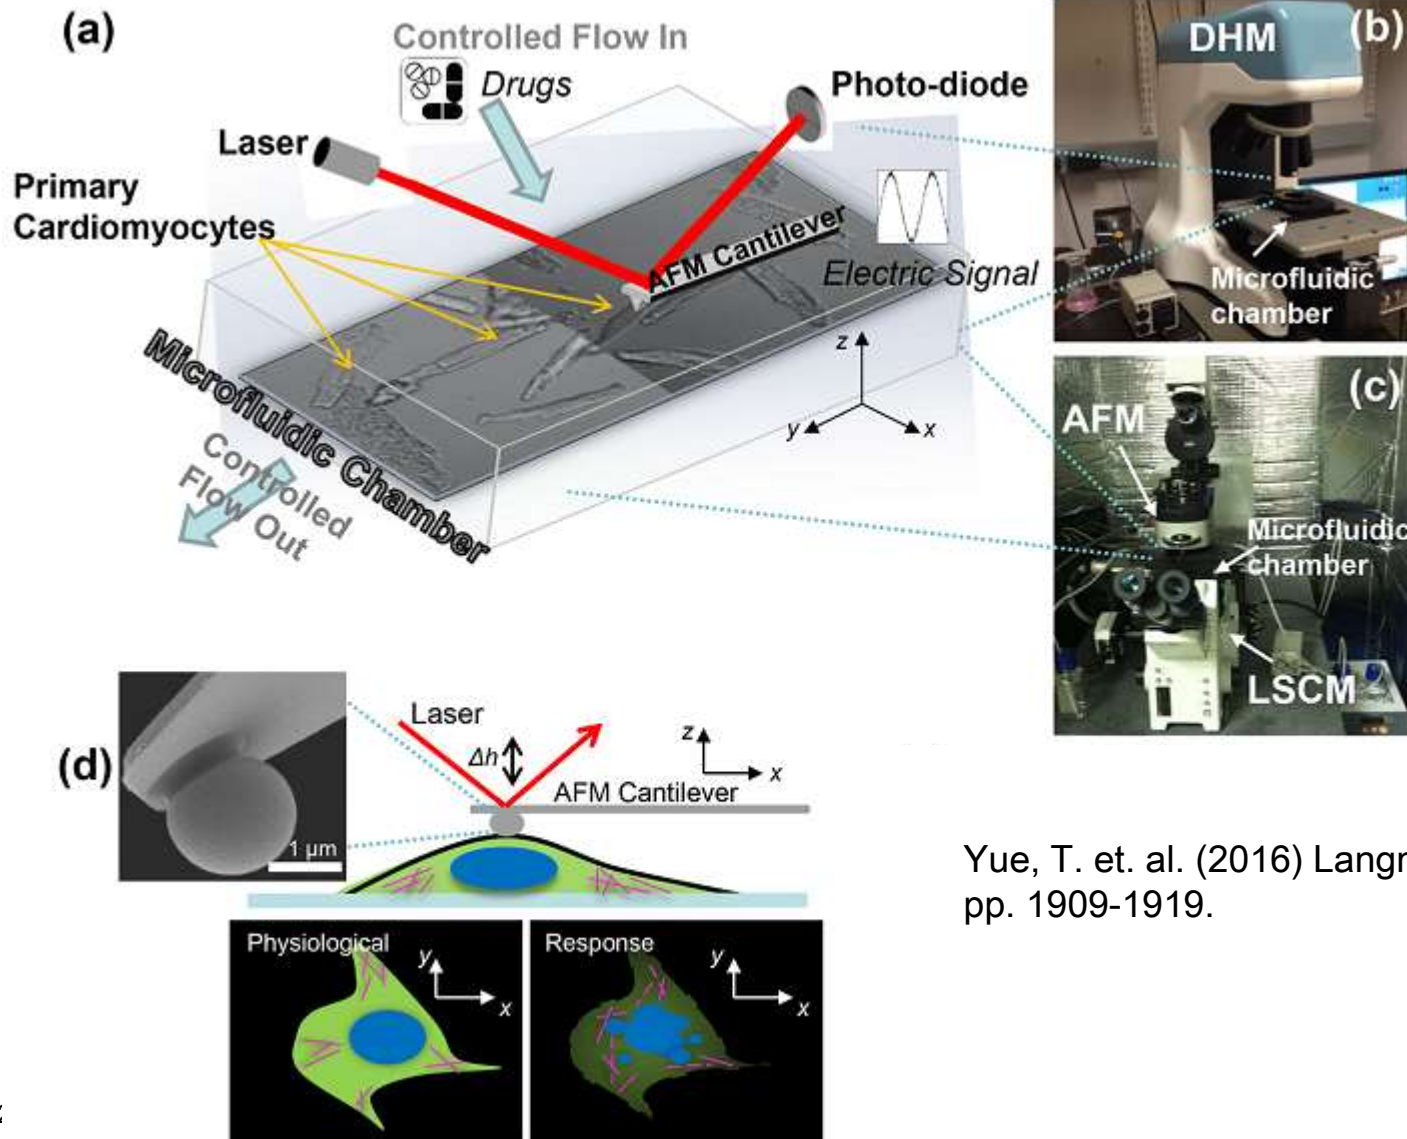 (a)
Controlled Flow In
Drugs
Photo-diode
Laser
Primary
Cardiomyocytes
AFM Cantilever
Electric Signal
Microfluidic Chamber
Controlled
Flow Out
z
y
x
(b)
DHM
Microfluidic
chamber
(c)
AFM
Microfluidic
chamber
LSCM
(d)
1 µm
Laser
Δh
z
x
AFM Cantilever
Physiological
y
x
Response
y
x
Yue, T. et. al. (2016)
pp. 1909-1919.